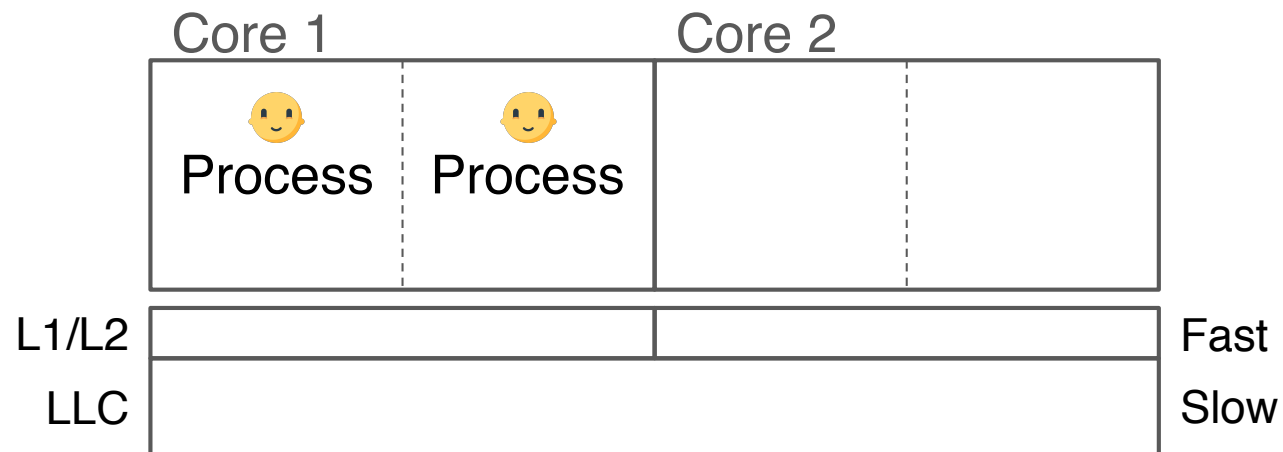 Core 1
Core 2
Process
Process
L1/L2
Fast
LLC
Slow